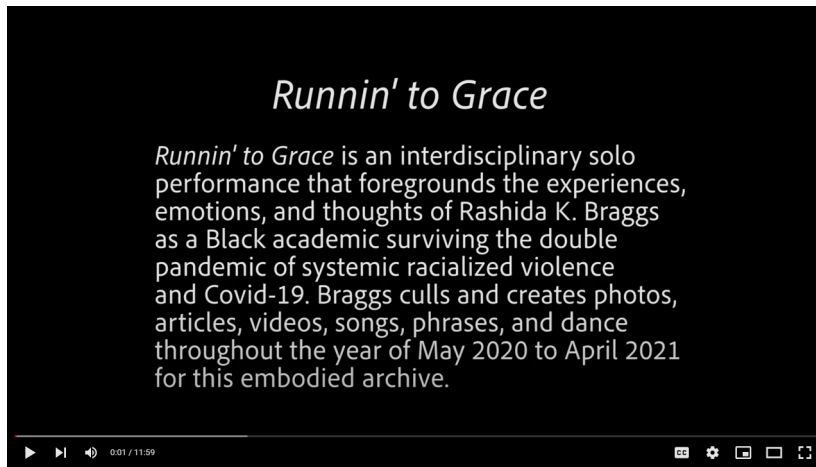 Runnin' to Grace
Runnin' to Grace is an interdisciplinary solo
performance that foregrounds the experiences,
emotions, and thoughts of Rashida K. Braggs
as a Black academic surviving the double
pandemic of systemic racialized violence
and Covid-19. Braggs culls and creates photos,
articles, videos, songs, phrases, and dance
throughout the year of May 2020 to April 2021
for this embodied archive.
0:01 / 11:59
CC